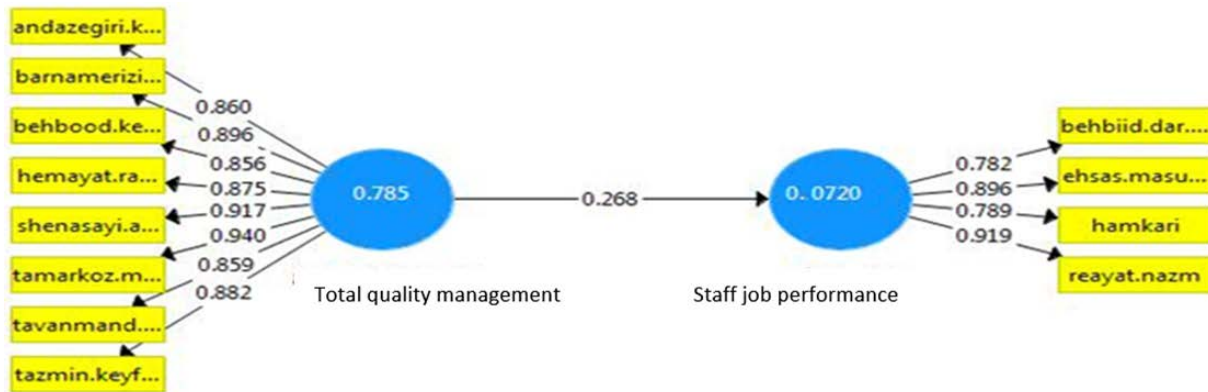 andazegiri.k...
barnamerizi...
behbood.ke...
hemayat.ra...
shenasayi.a...
tamarkoz.m...
tavanmand....
tazmin.keyf...
0.860
0.896
0.856
0.875
0.917
0.940
0.859
0.882
0.785
Total quality management
0.268
0. 0720
Staff job performance
0.782
0.896
0.789
0.919
behbiid.dar....
ehsas.masu...
hamkari
reayat.nazm